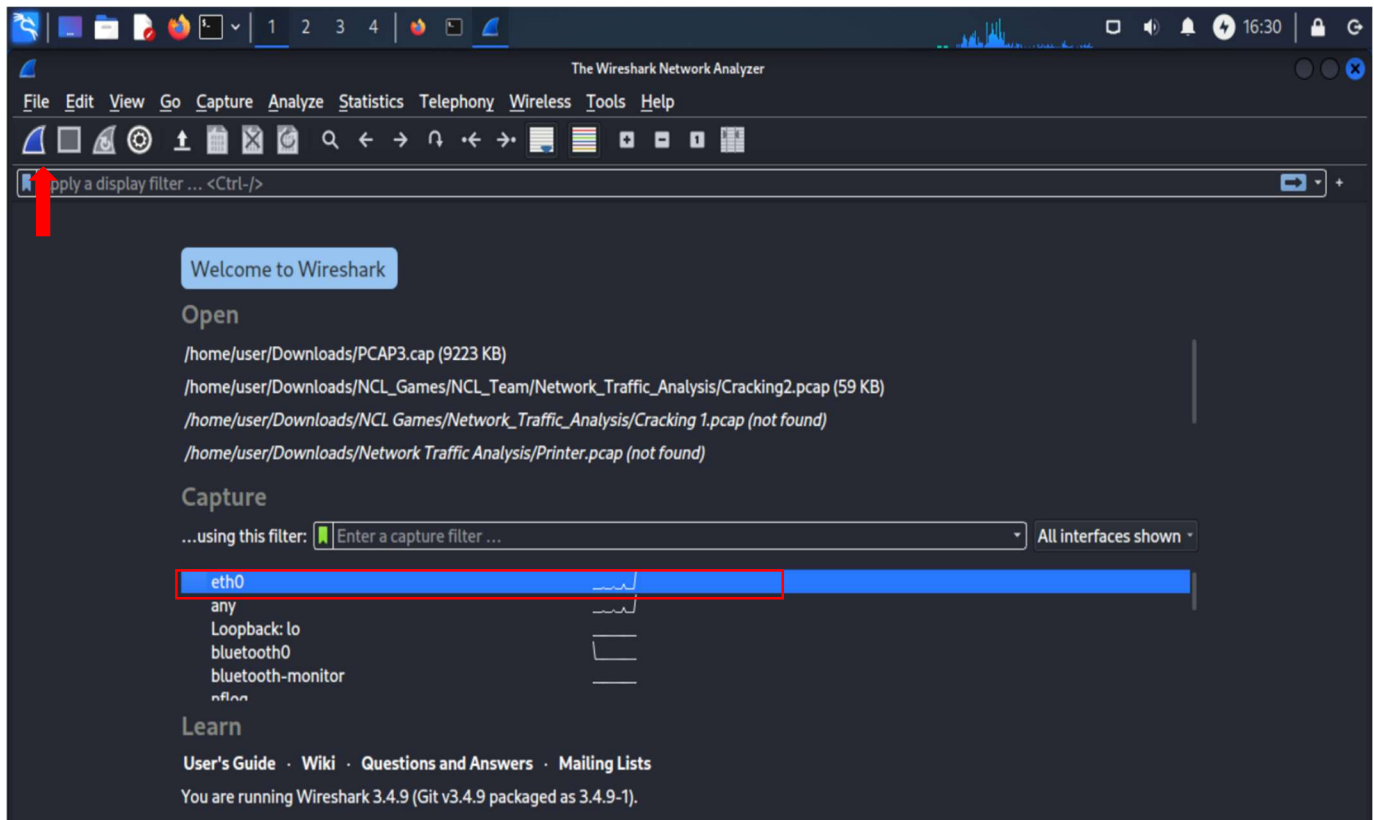 1 2 3 4 16:30
The Wireshark Network Analyzer
File Edit View Go Capture Analyze Statistics Telephony Wireless Tools Help
pply a display filter ... <Ctrl-/> +
Welcome to Wireshark
Open
/home/user/Downloads/PCAP3.cap (9223 KB)
/home/user/Downloads/NCL_Games/NCL_Team/Network_Traffic_Analysis/Cracking2.pcap (59 KB)
/home/user/Downloads/NCL Games/Network_Traffic_Analysis/Cracking 1.pcap (not found)
/home/user/Downloads/Network Traffic Analysis/Printer.pcap (not found)
Capture
...using this filter: Enter a capture filter ... All interfaces shown
eth0
any
Loopback: lo
bluetooth0
bluetooth-monitor
nflog
Learn
User's Guide · Wiki · Questions and Answers · Mailing Lists
You are running Wireshark 3.4.9 (Git v3.4.9 packaged as 3.4.9-1).